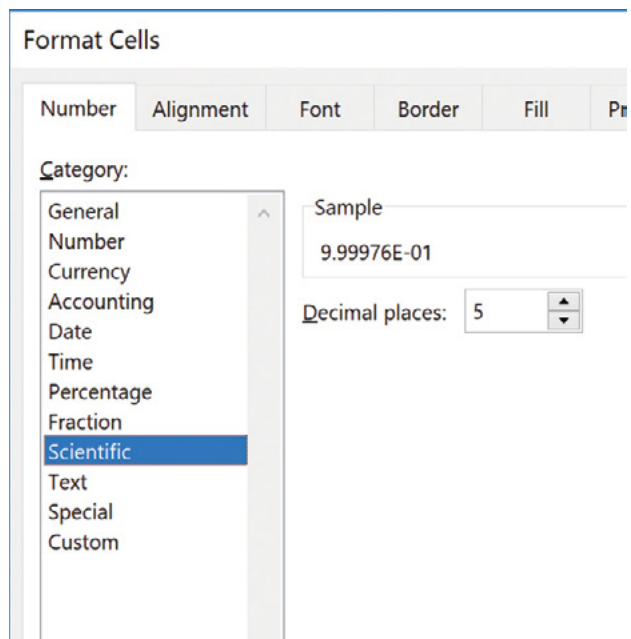 Format Cells
Number Alignment Font Border Fill
Category:
General
Number
Currency
Accounting
Date
Time
Percentage
Fraction
Scientific
Text
Special
Custom
Sample
9.99976E-01
Decimal places: 5